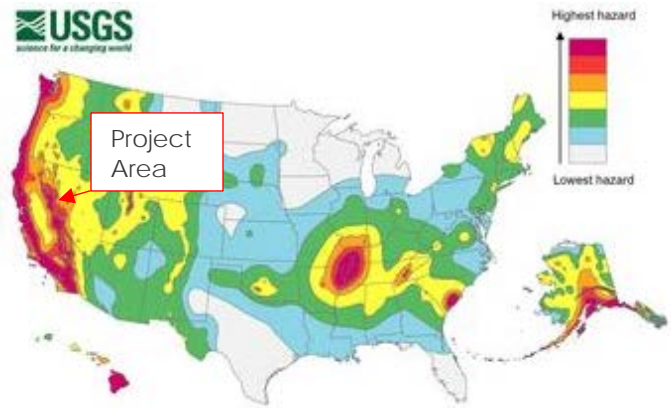 USGS
science for a changing world
Highest hazard
Project
Area
Lowest hazard